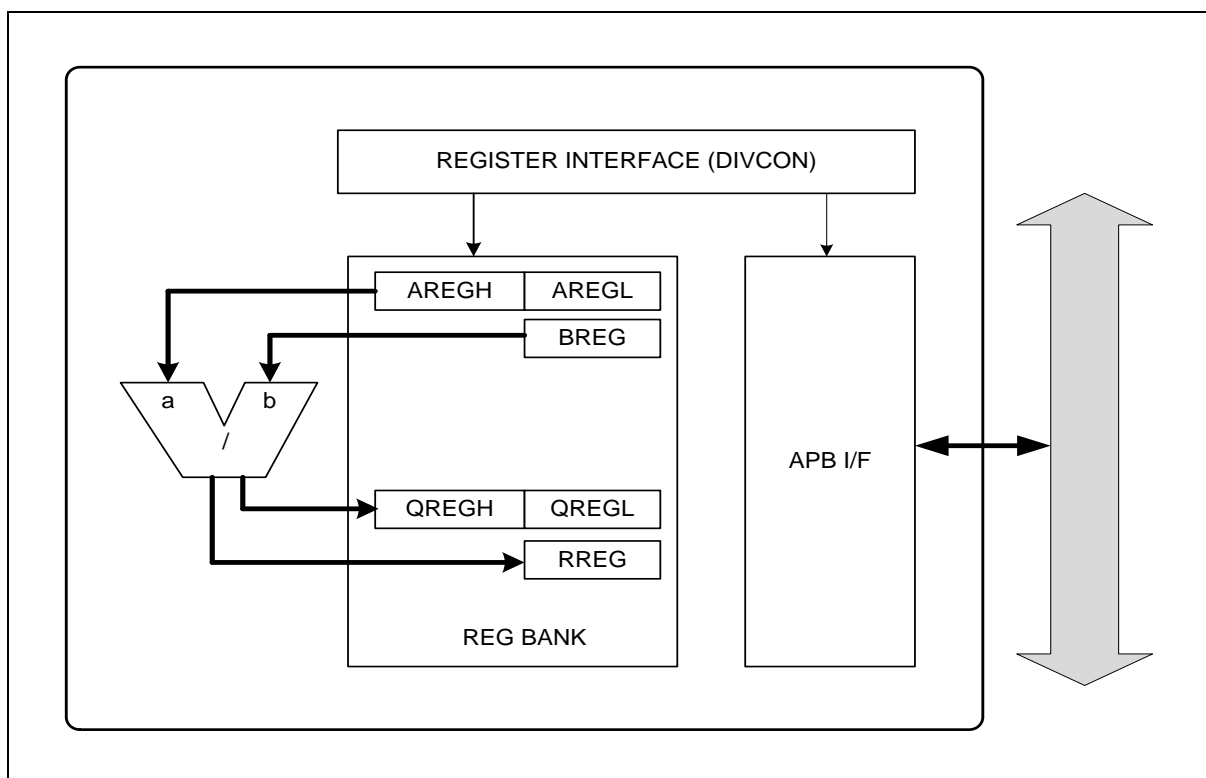 REGISTER INTERFACE (DIVCON)
AREGH AREGL
BREG
a b
/
APB I/F
QREGH QREGL
RREG
REG BANK